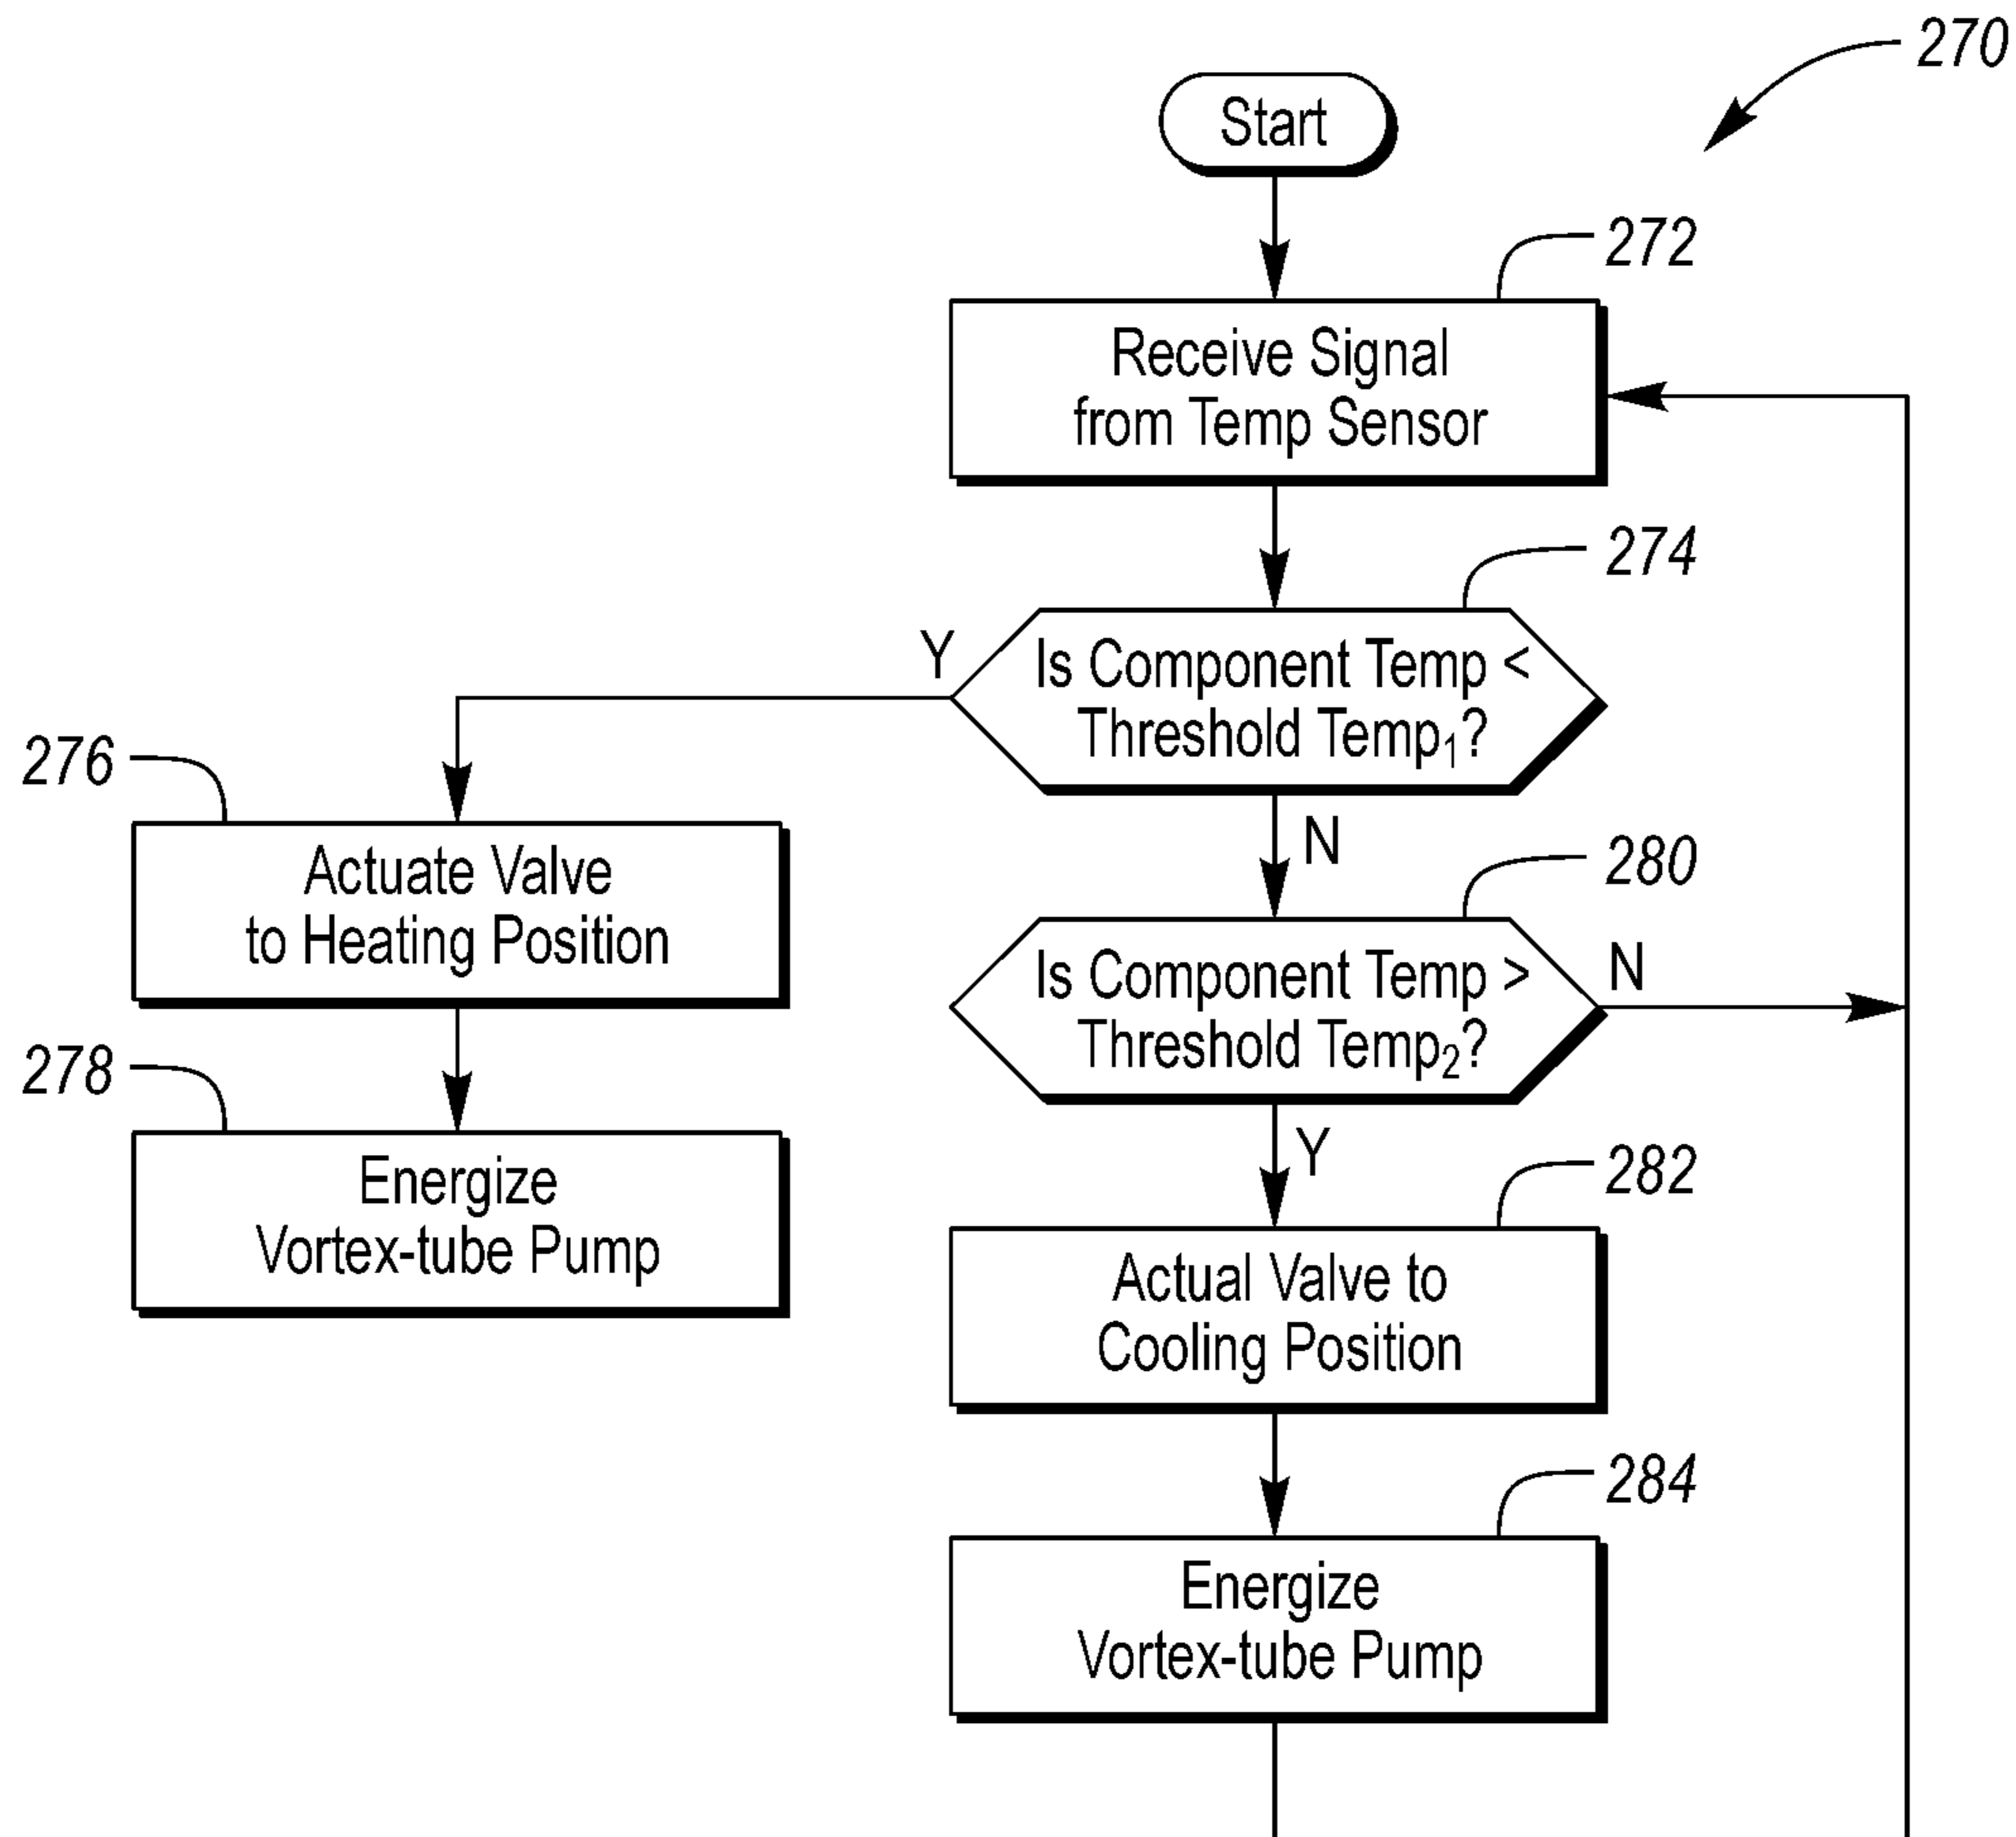 270
Start
272
Receive Signal
from Temp Sensor
274
Y
Is Component Temp <
Threshold Temp₁?
276
Actuate Valve
to Heating Position
N
280
Is Component Temp >
Threshold Temp₂?
N
278
Energize
Vortex-tube Pump
Y
282
Actual Valve to
Cooling Position
284
Energize
Vortex-tube Pump